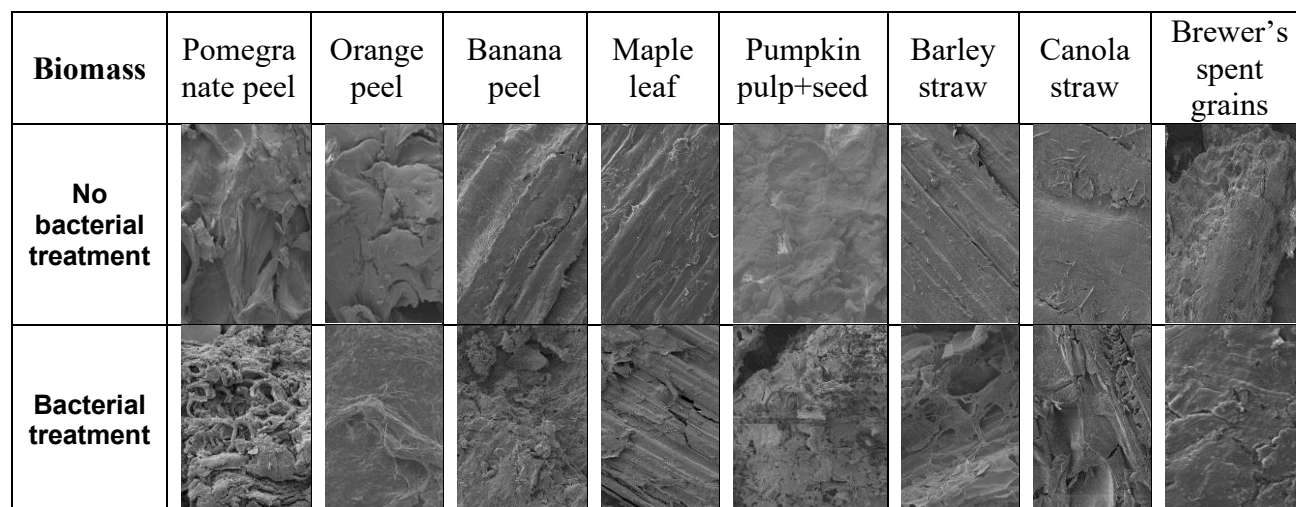 Biomass
Pomegra
nate peel
Orange
peel
Banana
peel
Maple
leaf
Pumpkin
pulp+seed
Barley
straw
Canola
straw
Brewer’s
spent
grains
No
bacterial
treatment
Bacterial
treatment